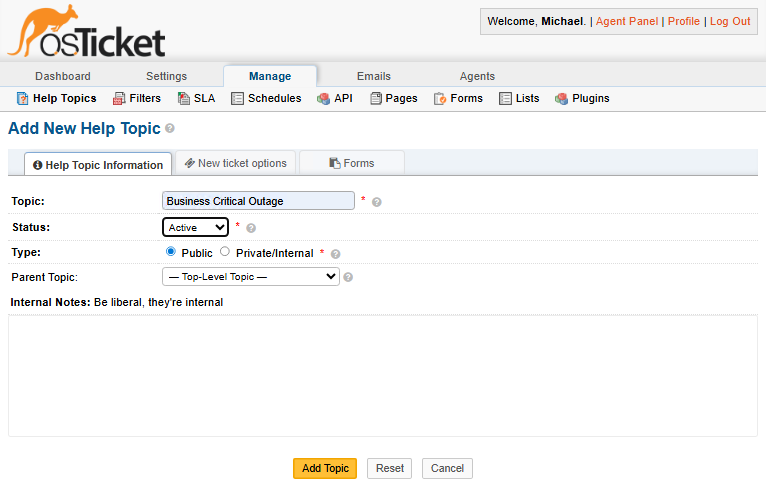 osTicket
Welcome, Michael. | Agent Panel | Profile | Log Out
Dashboard Settings Manage Emails Agents
Help Topics Filters SLA Schedules API Pages Forms Lists Plugins
Add New Help Topic ?
Help Topic Information New ticket options Forms
Topic: Business Critical Outage * ?
Status: Active * ?
Type: Public Private/Internal * ?
Parent Topic: — Top-Level Topic — ?
Internal Notes: Be liberal, they're internal
Add Topic Reset Cancel